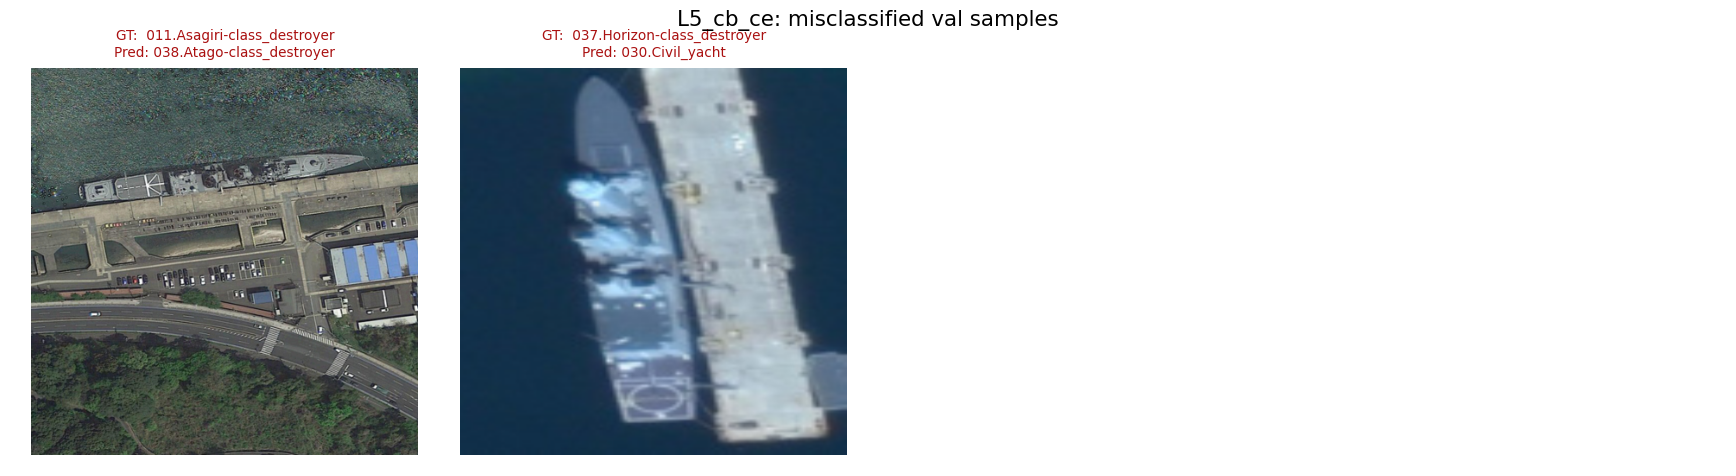 L5_cb_ce: misclassified val samples
GT:  011.Asagiri-class_destroyer
Pred: 038.Atago-class_destroyer
GT:  037.Horizon-class_destroyer
Pred: 030.Civil_yacht